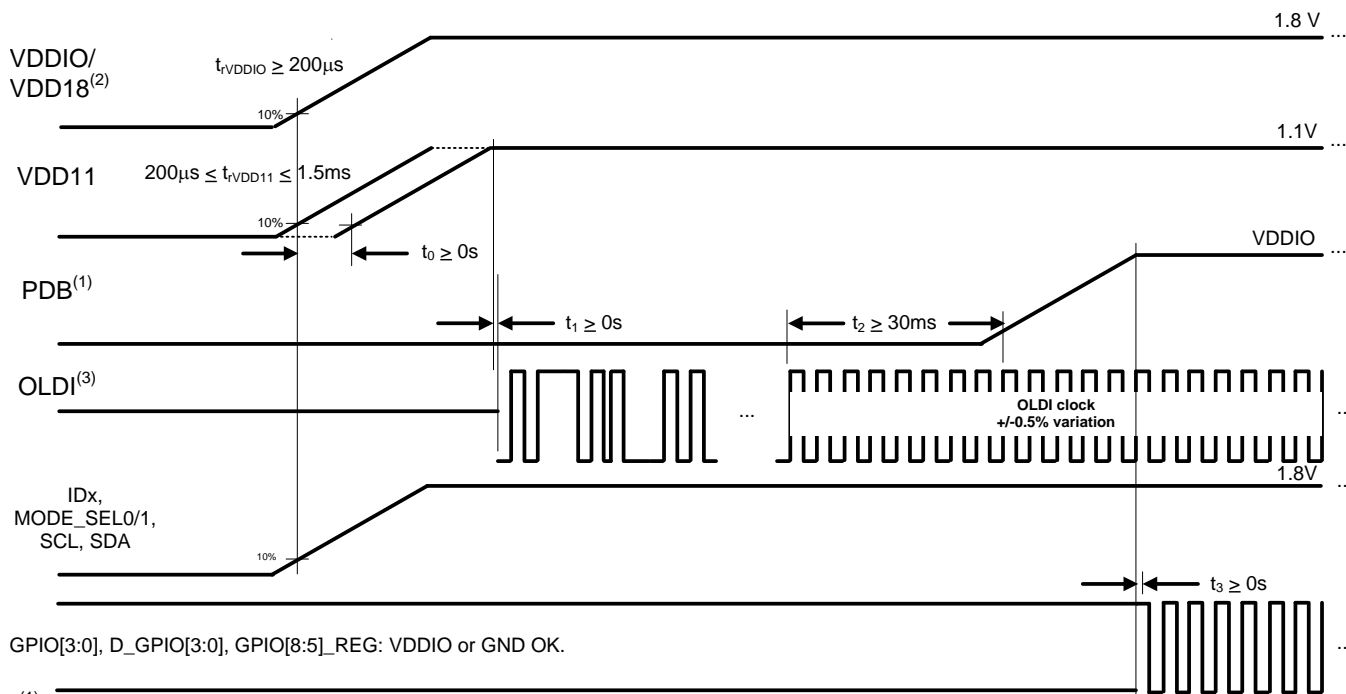 1.8 V
...
VDDIO/
VDD18(2)
trVDDIO ≥ 200µs
10%
1.1V
...
VDD11
200µs ≤ trVDD11 ≤ 1.5ms
10%
t0 ≥ 0s
VDDIO
...
PDB(1)
t1 ≥ 0s
t2 ≥ 30ms
OLDI(3)
...
OLDI clock
+/-0.5% variation
...
1.8V
...
IDx,
MODE_SEL0/1,
SCL, SDA
10%
t3 ≥ 0s
GPIO[3:0], D_GPIO[3:0], GPIO[8:5]_REG: VDDIO or GND OK.
...
(1)